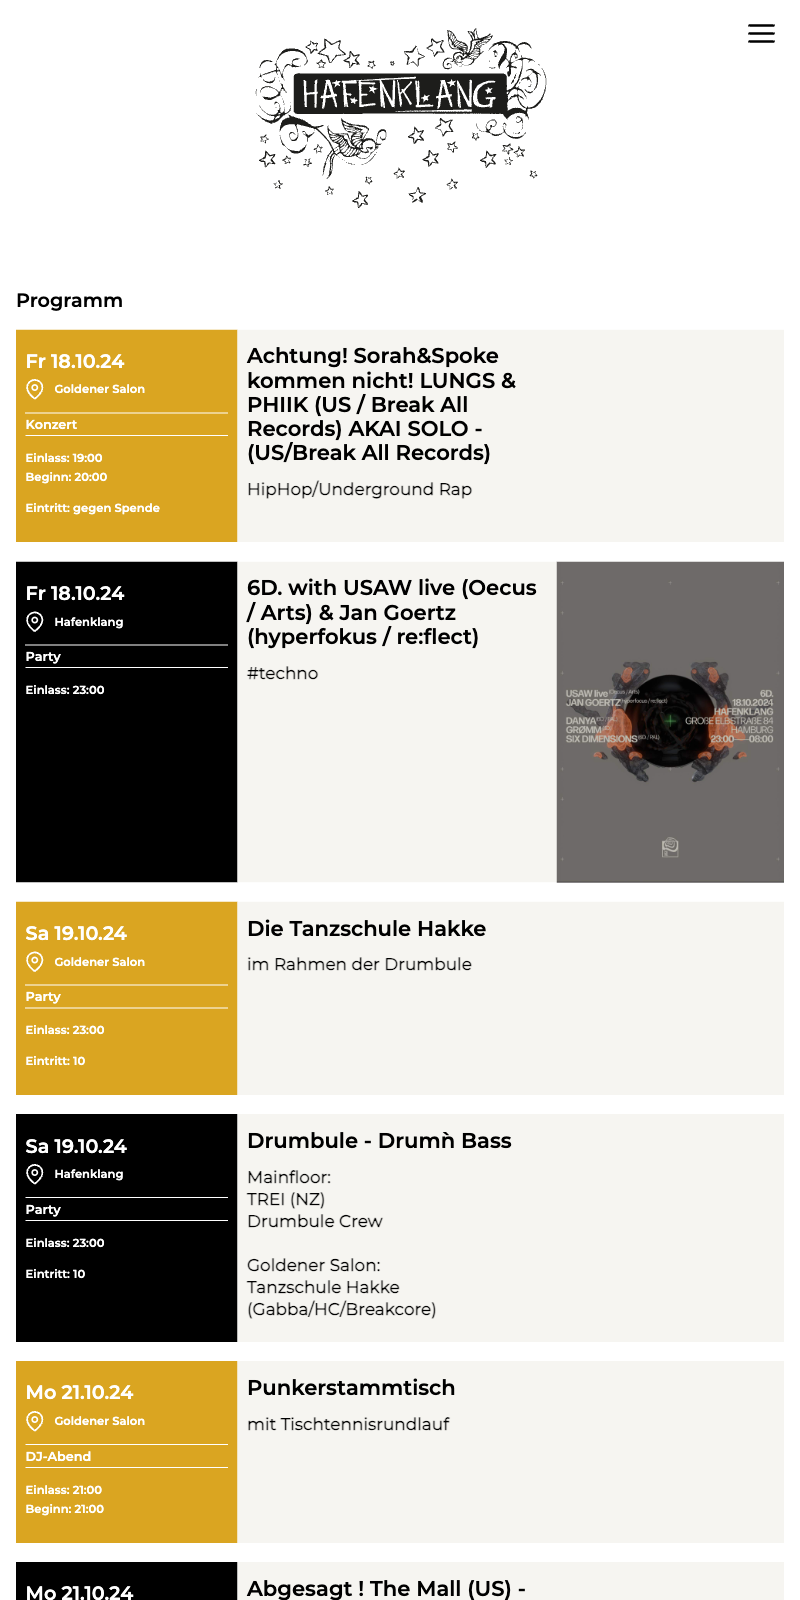 HAFENKLANG
Programm
Fr 18.10.24
Goldener Salon
Konzert
Einlass: 19:00
Beginn: 20:00
Eintritt: gegen Spende
Achtung! Sorah&Spoke
kommen nicht! LUNGS &
PHIIK (US / Break All
Records) AKAI SOLO -
(US/Break All Records)
HipHop/Underground Rap
Fr 18.10.24
Hafenklang
Party
Einlass: 23:00
6D. with USAW live (Oecus
/ Arts) & Jan Goertz
(hyperfokus / re:flect)
#techno
USAW live (Oecus / Arts)
JAN GOERTZ (hyperfocus / re:flect)
DANYA
GRØMM
SIX DIMENSIONS
6D.
18.10.2024
HAFENKLANG
GROßE ELBSTRAßE 84
HAMBURG
23:00 — 08:00
Sa 19.10.24
Goldener Salon
Party
Einlass: 23:00
Eintritt: 10
Die Tanzschule Hakke
im Rahmen der Drumbule
Sa 19.10.24
Hafenklang
Party
Einlass: 23:00
Eintritt: 10
Drumbule - Drum'n Bass
Mainfloor:
TREI (NZ)
Drumbule Crew
Goldener Salon:
Tanzschule Hakke
(Gabba/HC/Breakcore)
Mo 21.10.24
Goldener Salon
DJ-Abend
Einlass: 21:00
Beginn: 21:00
Punkerstammtisch
mit Tischtennisrundlauf
Mo 21.10.24
Abgesagt ! The Mall (US) -